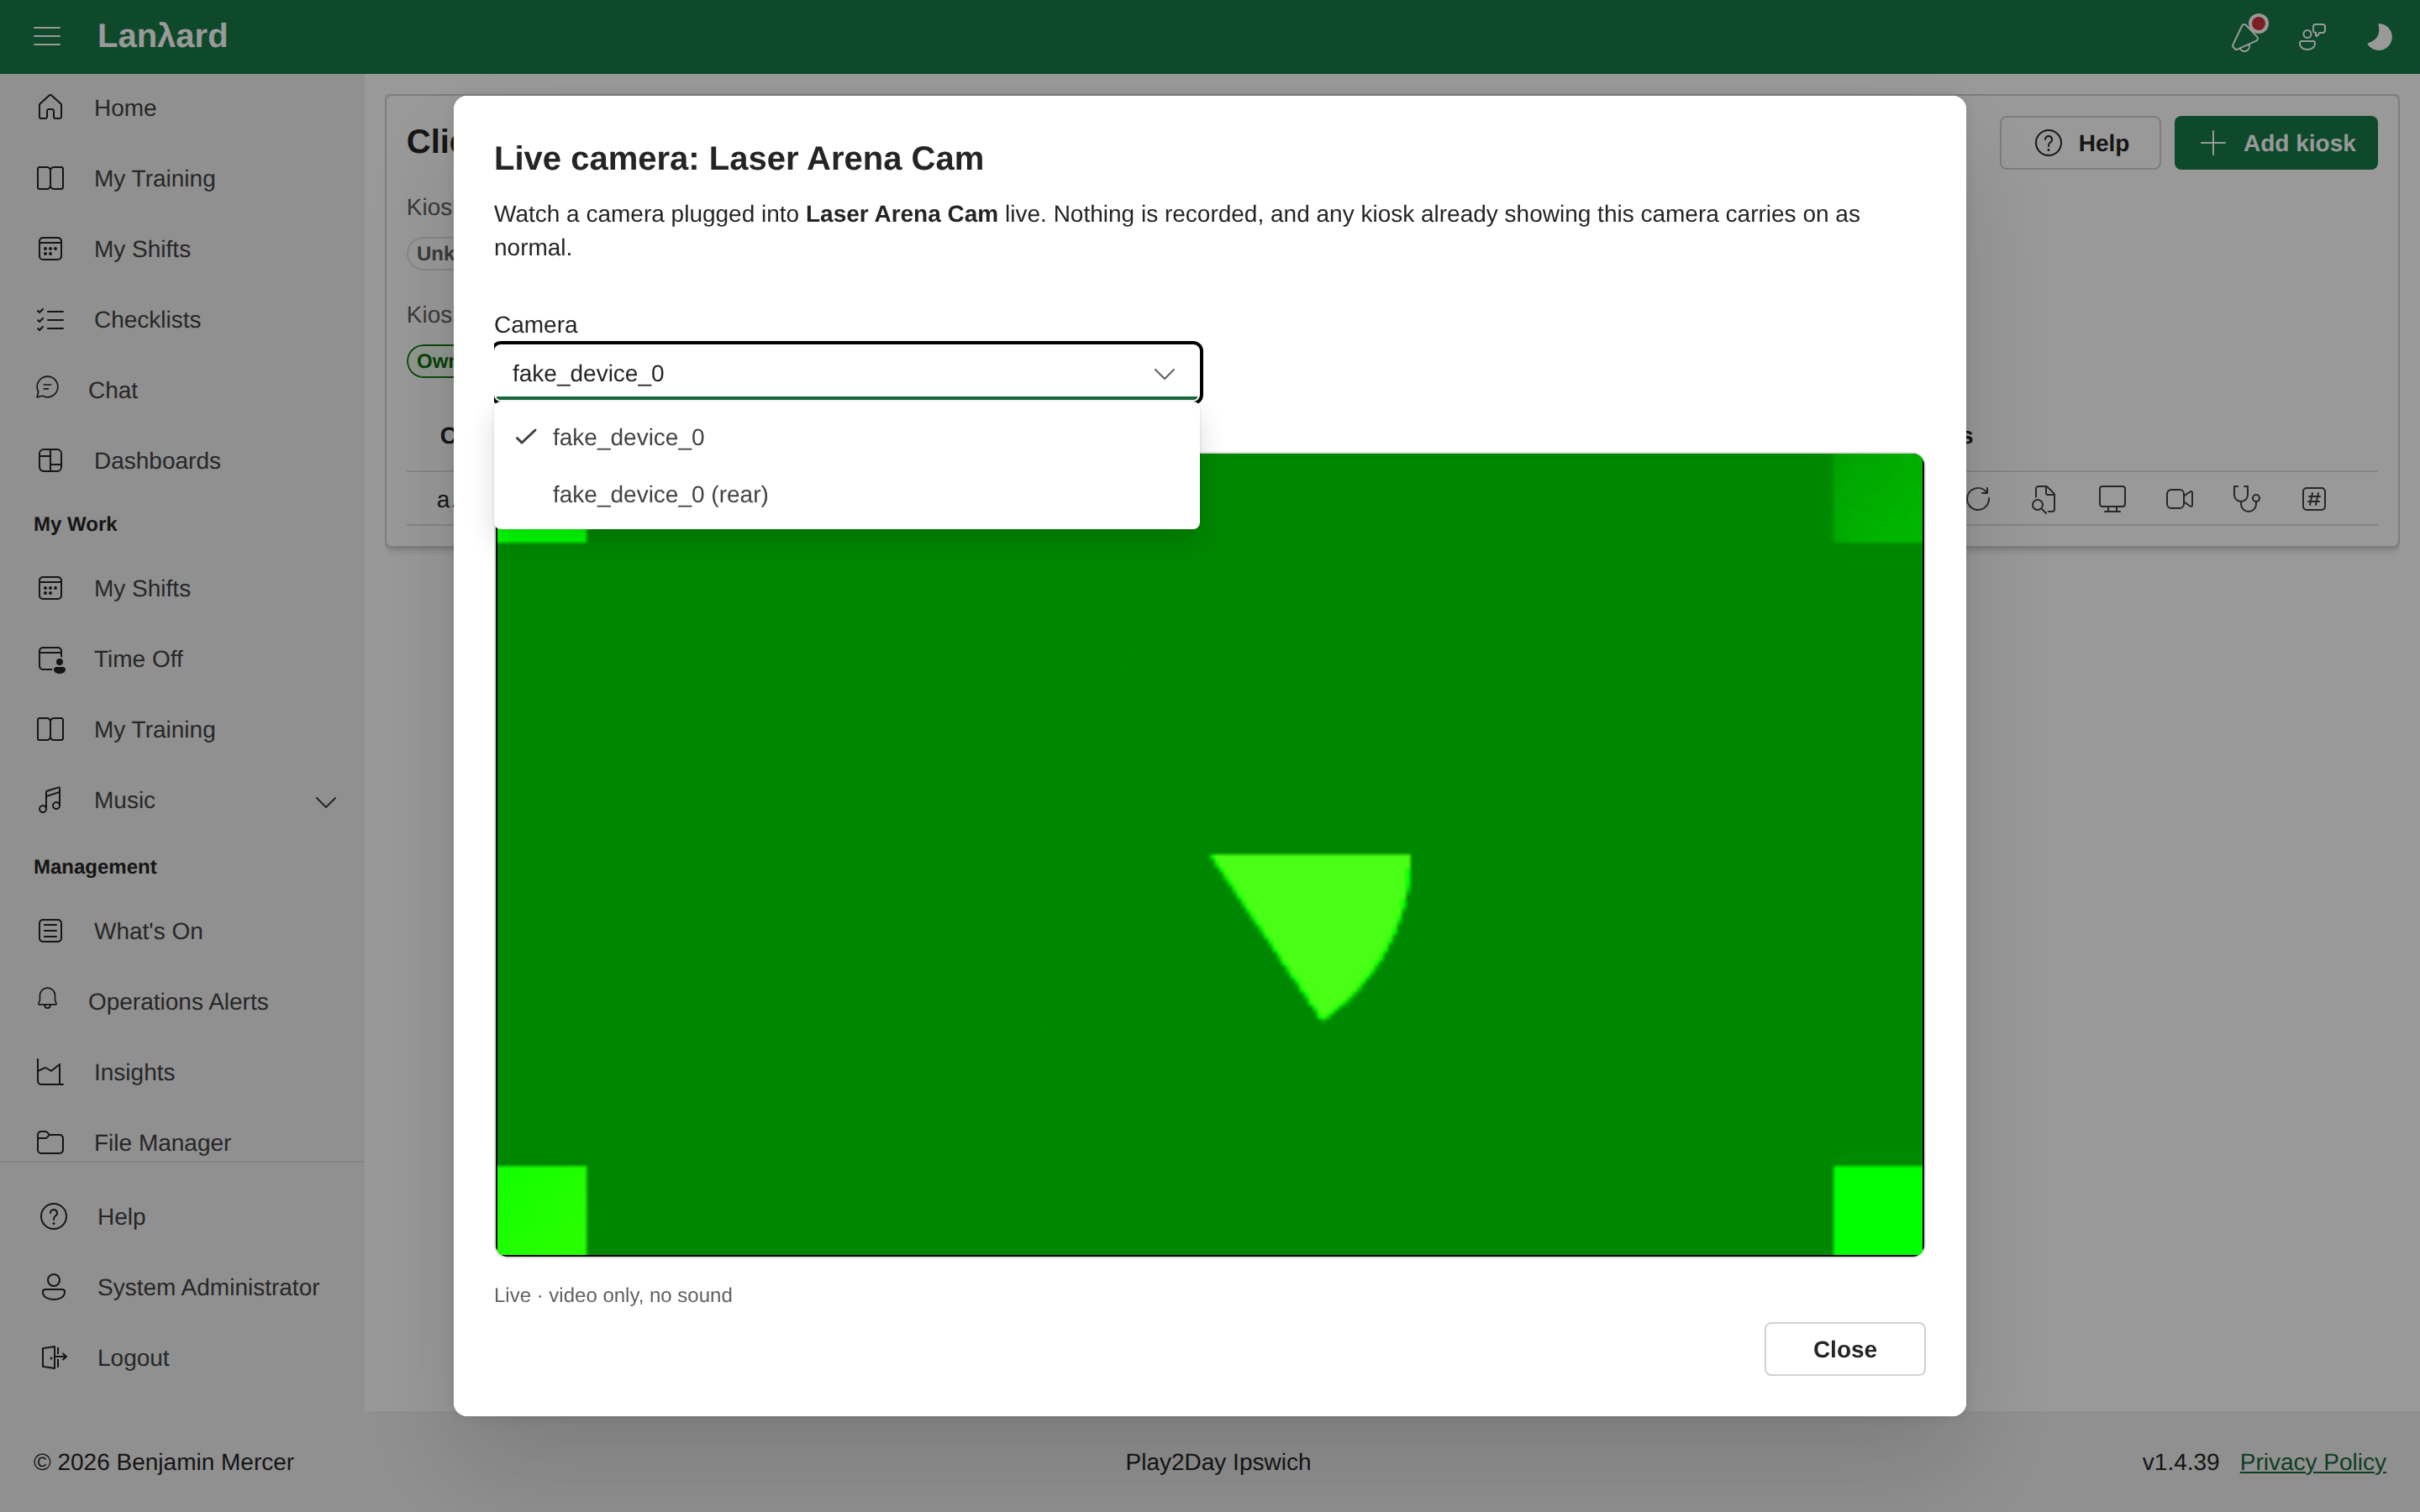 Lanλard
Home
My Training
My Shifts
Checklists
Chat
Dashboards
My Work
My Shifts
Time Off
My Training
Music
Management
What's On
Operations Alerts
Insights
File Manager
Help
System Administrator
Logout
Help
Add kiosk
Live camera: Laser Arena Cam
Watch a camera plugged into Laser Arena Cam live. Nothing is recorded, and any kiosk already showing this camera carries on as
normal.
Camera
fake_device_0
fake_device_0
fake_device_0 (rear)
Live · video only, no sound
Close
© 2026 Benjamin Mercer
Play2Day Ipswich
v1.4.39 Privacy Policy